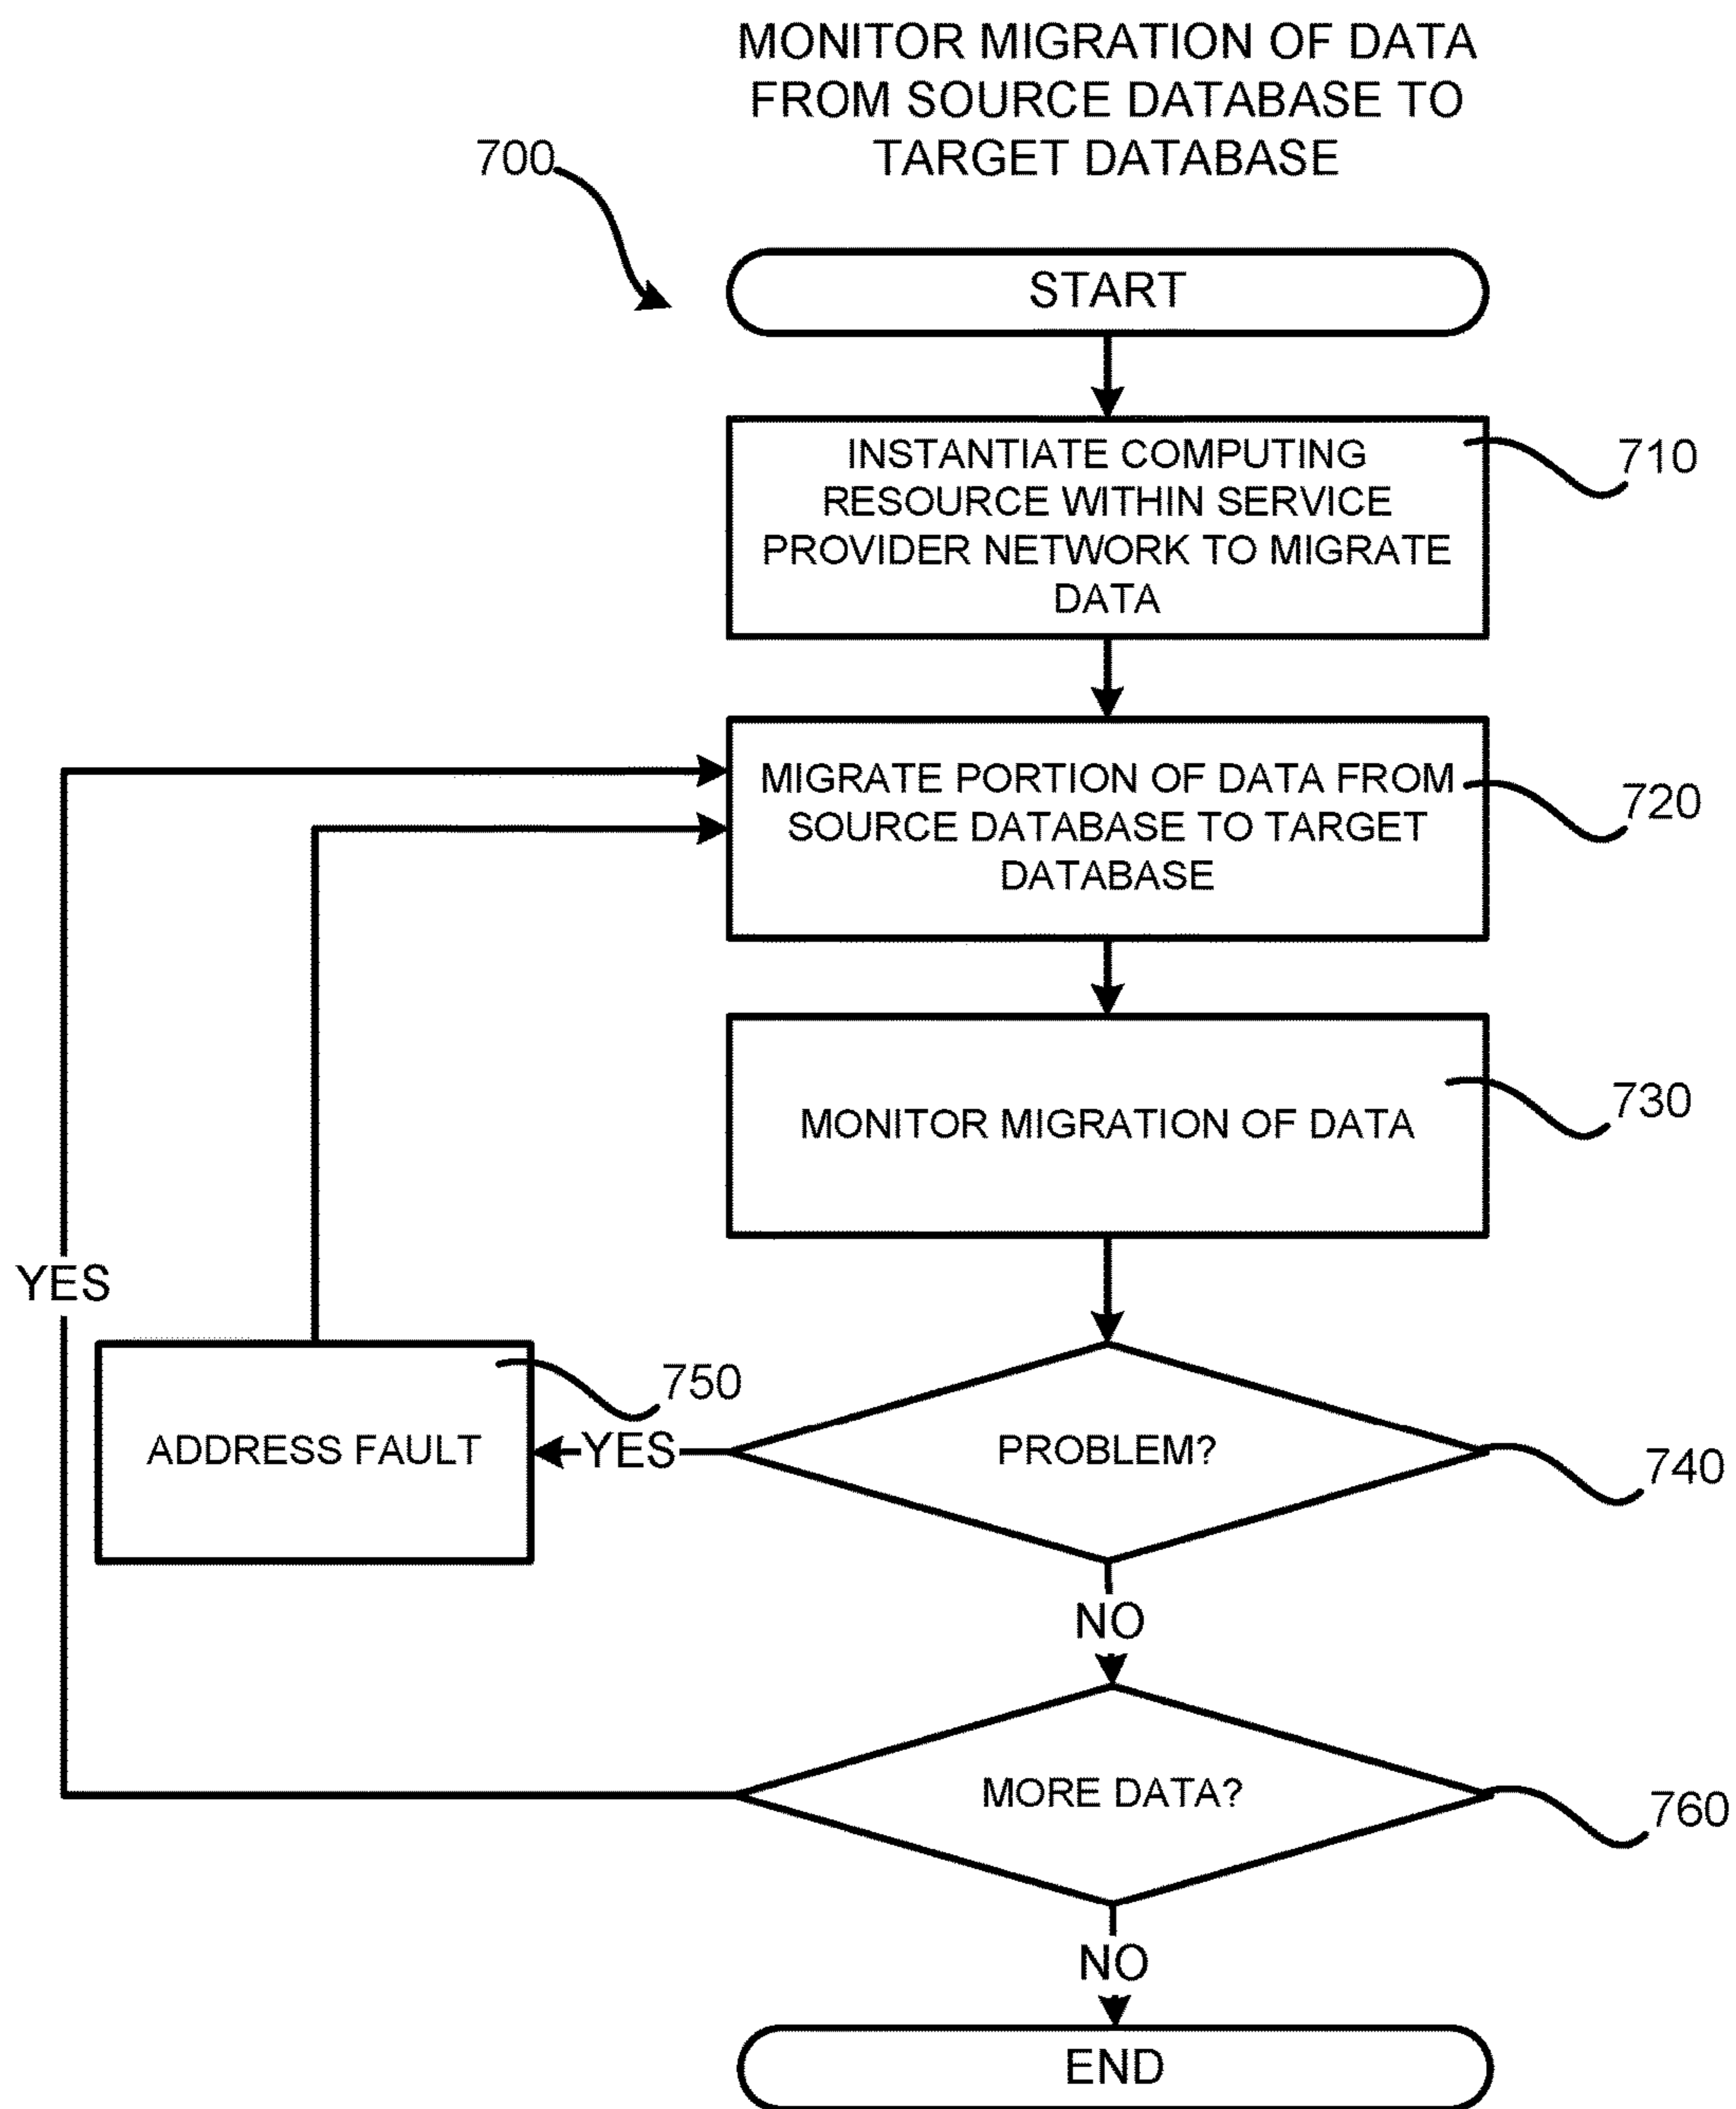 MONITOR MIGRATION OF DATA
FROM SOURCE DATABASE TO
TARGET DATABASE
700
START
INSTANTIATE COMPUTING
RESOURCE WITHIN SERVICE
PROVIDER NETWORK TO MIGRATE
DATA
710
MIGRATE PORTION OF DATA FROM
SOURCE DATABASE TO TARGET
DATABASE
720
MONITOR MIGRATION OF DATA
730
YES
ADDRESS FAULT
750
YES
PROBLEM?
740
NO
MORE DATA?
760
NO
END